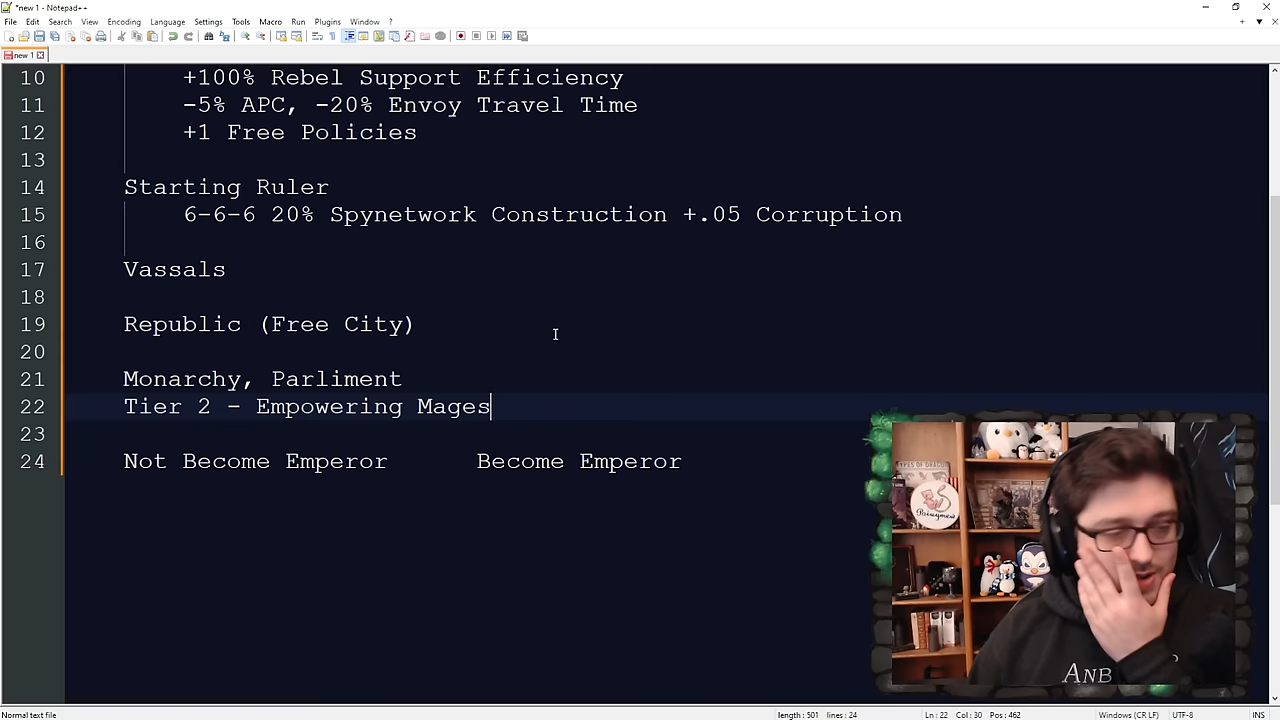 *new 1 - Notepad++
File Edit Search View Encoding Language Settings Tools Macro Run Plugins Window ?
new 1
10 +100% Rebel Support Efficiency
11 -5% APC, -20% Envoy Travel Time
12 +1 Free Policies
13
14 Starting Ruler
15 6-6-6 20% Spynetwork Construction +.05 Corruption
16
17 Vassals
18
19 Republic (Free City)
20
21 Monarchy, Parliment
22 Tier 2 - Empowering Mages
23
24 Not Become Emperor Become Emperor
TYPES OF
ANB
Normal text file length : 501 lines : 24 Ln : 22 Col : 30 Pos : 462 Windows (CR LF) UTF-8 INS